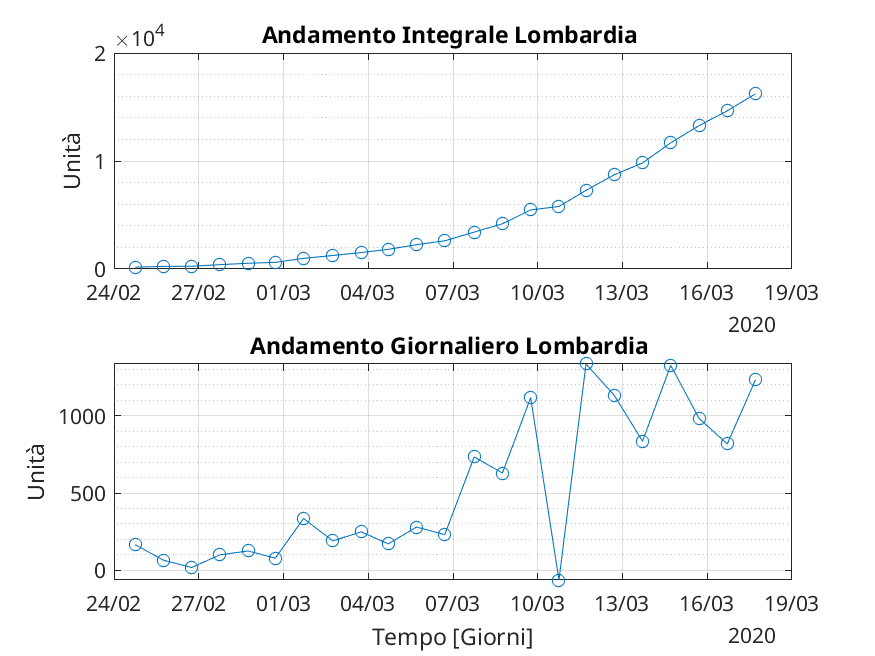 Andamento Integrale Lombardia
×10⁴
2
1
0
Unità
24/02 27/02 01/03 04/03 07/03 10/03 13/03 16/03 19/03
2020
Andamento Giornaliero Lombardia
1000
500
0
Unità
24/02 27/02 01/03 04/03 07/03 10/03 13/03 16/03 19/03
Tempo [Giorni]
2020